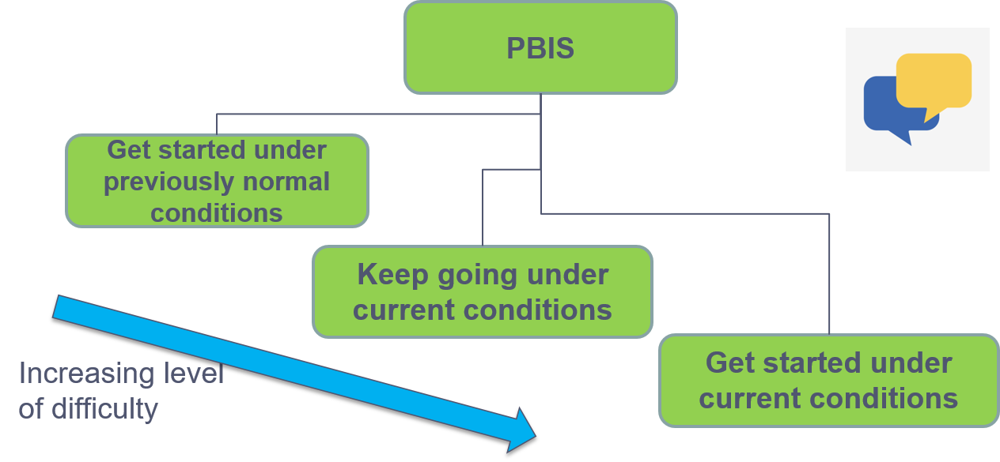 PBIS
Get started under
previously normal
conditions
Keep going under
current conditions
Get started under
current conditions
Increasing level
of difficulty